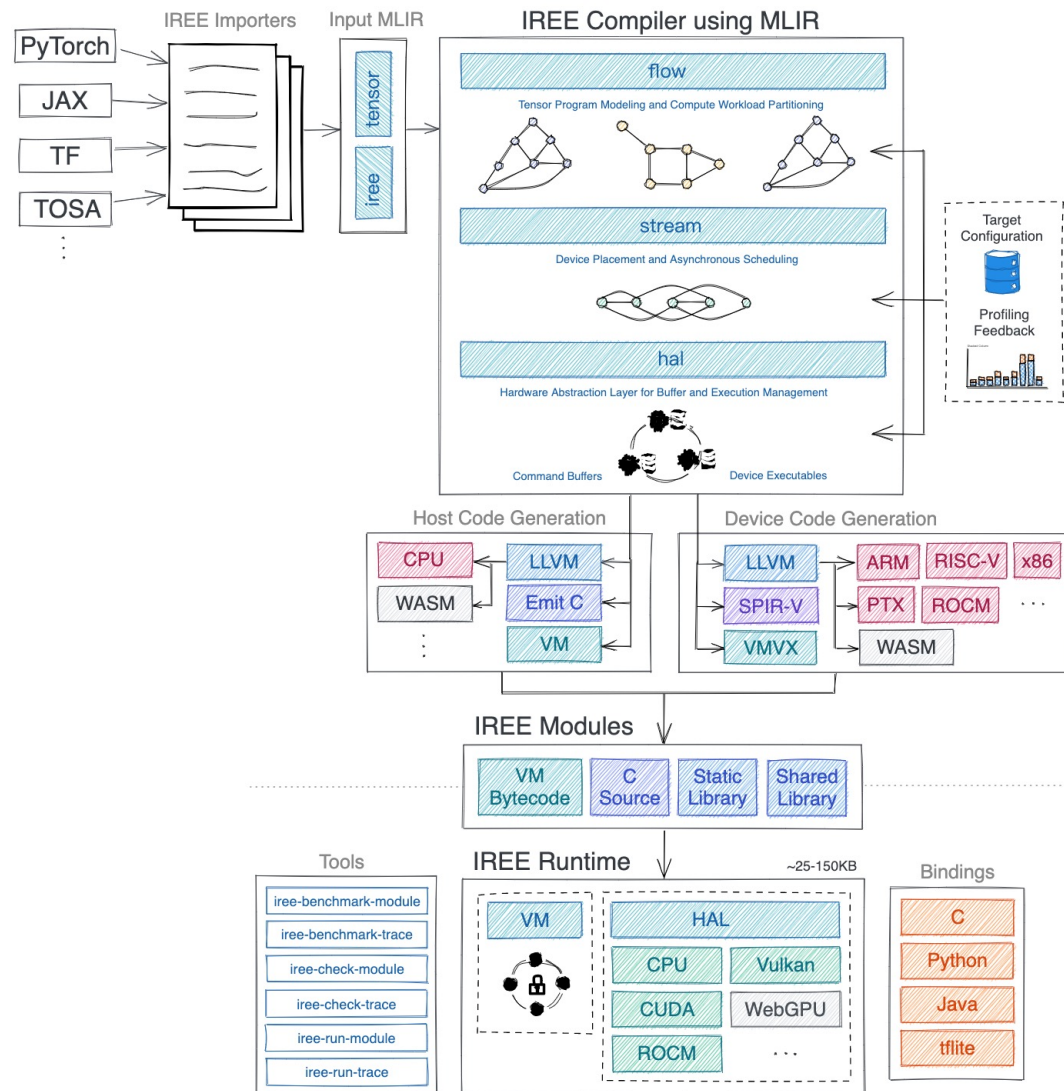 IREE Importers
Input MLIR
IREE Compiler using MLIR
PyTorch
JAX
TF
TOSA
tensor
iree
flow
Tensor Program Modeling and Compute Workload Partitioning
stream
Device Placement and Asynchronous Scheduling
hal
Hardware Abstraction Layer for Buffer and Execution Management
Command Buffers
Device Executables
Target
Configuration
Profiling
Feedback
Host Code Generation
CPU
LLVM
WASM
Emit C
VM
Device Code Generation
LLVM
ARM
RISC-V
x86
SPIR-V
PTX
ROCM
VMVX
WASM
IREE Modules
VM
Bytecode
C
Source
Static
Library
Shared
Library
Tools
iree-benchmark-module
iree-benchmark-trace
iree-check-module
iree-check-trace
iree-run-module
iree-run-trace
IREE Runtime
~25-150KB
VM
HAL
CPU
Vulkan
CUDA
WebGPU
ROCM
Bindings
C
Python
Java
tflite